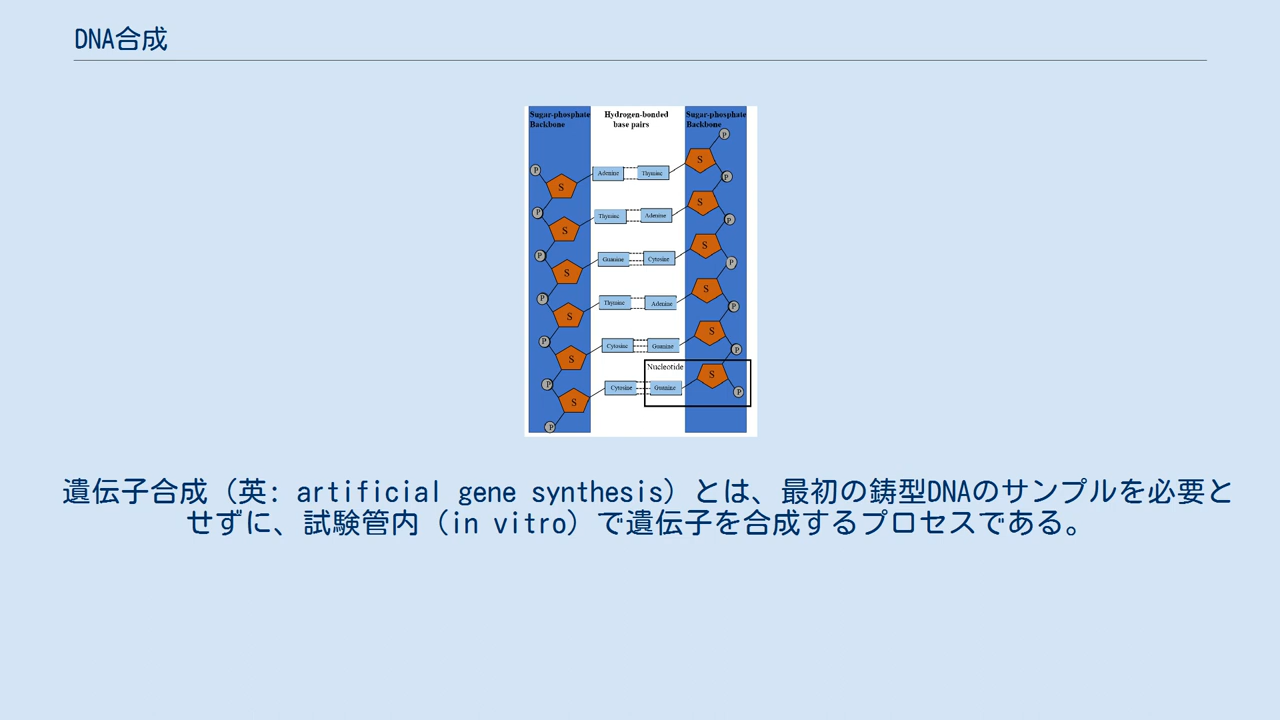 DNA合成
Sugar-phosphate Hydrogen-bonded Sugar-phosphate
Backbone base pairs Backbone
P
S
P
Adenine Thymine
P
S
P
S
Thymine Adenine
P
S
P
S
Guanine Cytosine
P
S
P
S
Thymine Adenine
P
S
P
S
Cytosine Guanine
P
S
P
Nucleotide
S
Cytosine Guanine
P
S
P
S
P
遺伝子合成（英: artificial gene synthesis）とは、最初の鋳型DNAのサンプルを必要と
せずに、試験管内（in vitro）で遺伝子を合成するプロセスである。